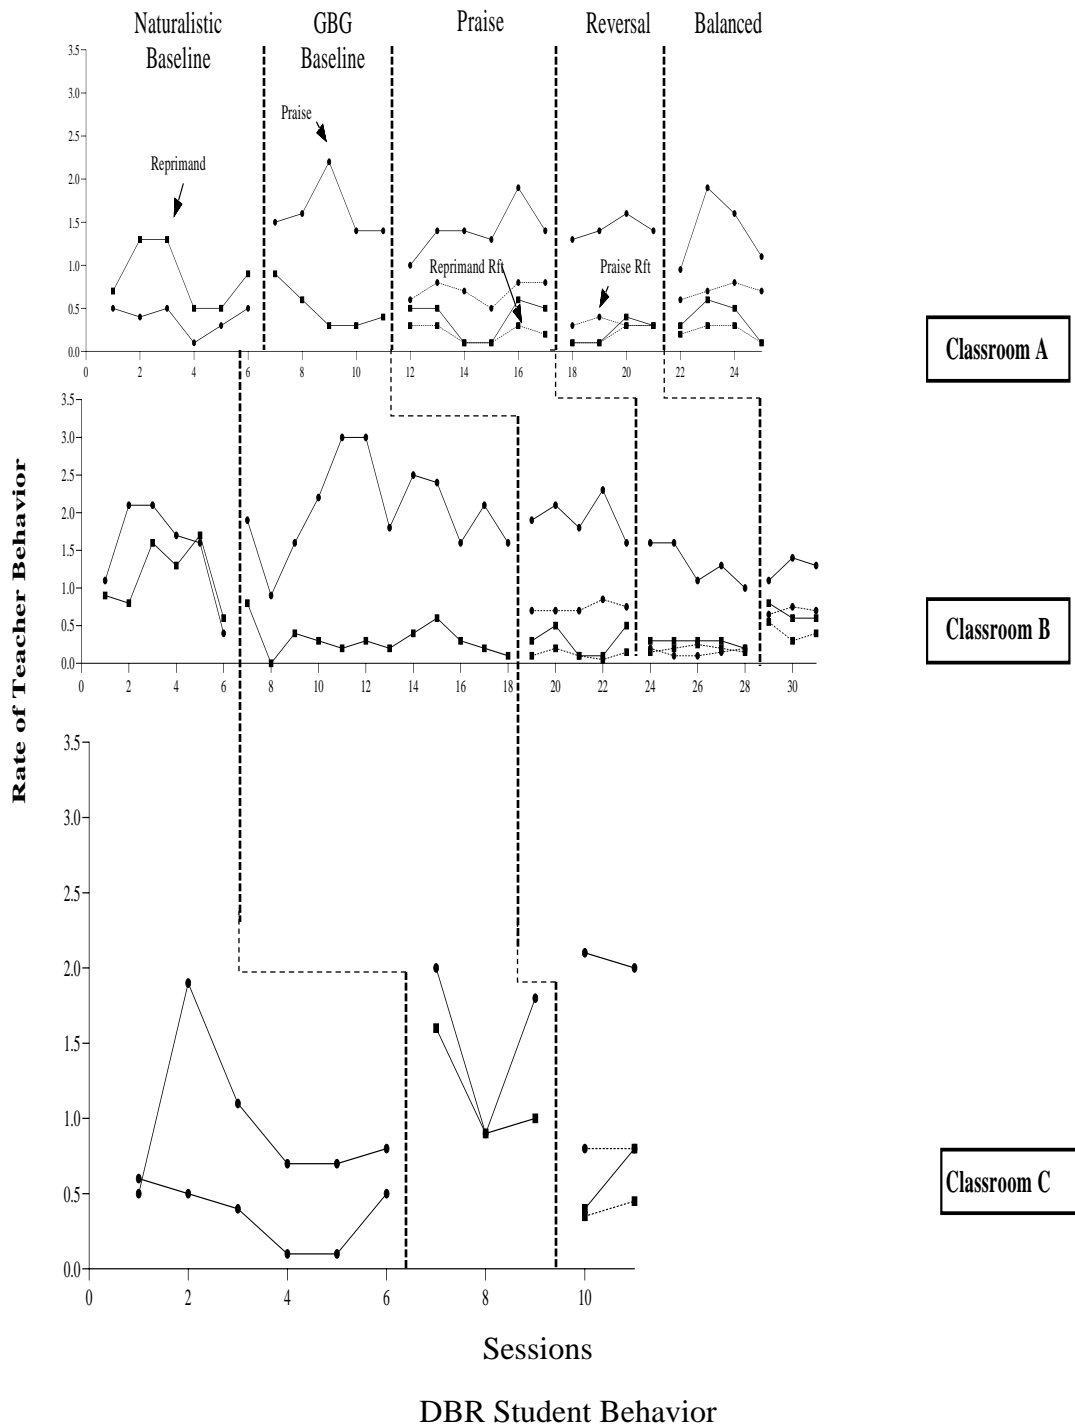 Naturalistic Baseline
GBG Baseline
Praise
Reversal
Balanced
3.5
3.0
2.5
2.0
1.5
1.0
0.5
0.0
Praise
Reprimand
Reprimand Rft
Praise Rft
0 2 4 6 8 10 12 14 16 18 20 22 24
Classroom A
Rate of Teacher Behavior
3.5
3.0
2.5
2.0
1.5
1.0
0.5
0.0
0 2 4 6 8 10 12 14 16 18 20 22 24 26 28 30
Classroom B
3.5
3.0
2.5
2.0
1.5
1.0
0.5
0.0
0 2 4 6 8 10
Classroom C
Sessions
DBR Student Behavior